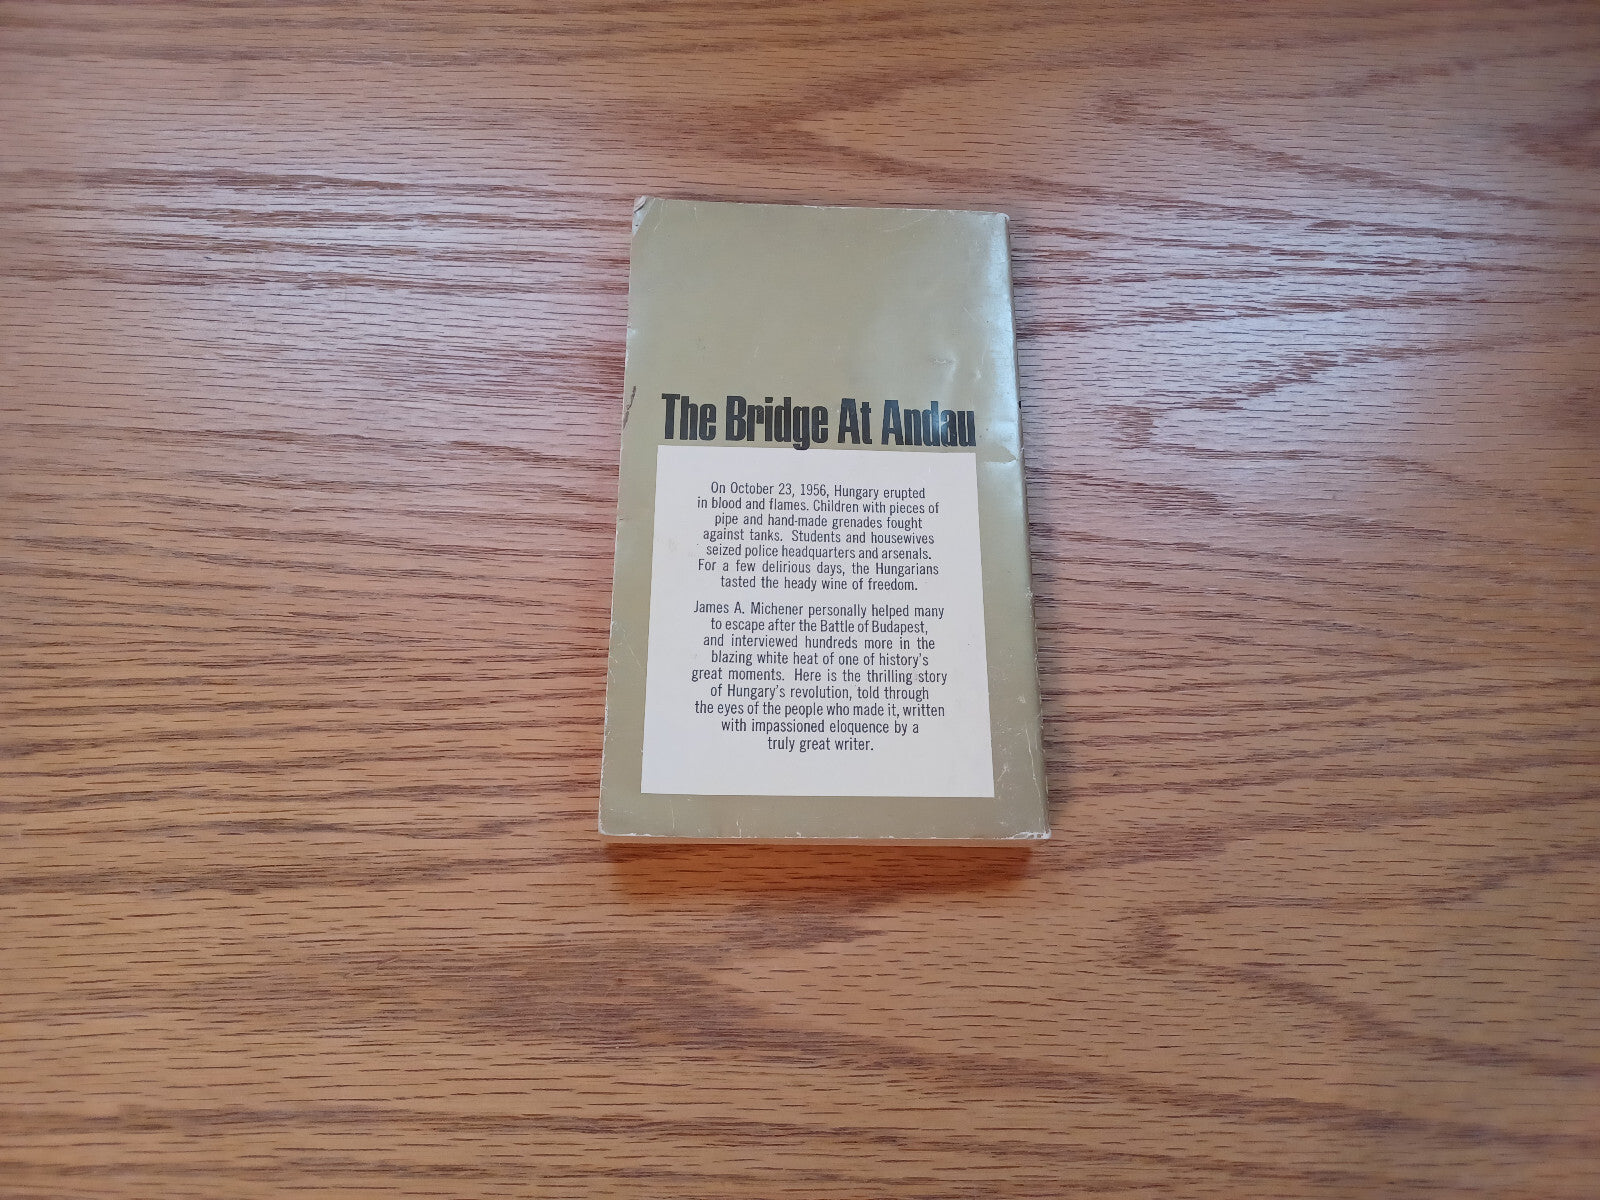 The Bridge At Andau
On October 23, 1956, Hungary erupted
in blood and flames. Children with pieces of
pipe and hand-made grenades fought
against tanks. Students and housewives
seized police headquarters and arsenals.
For a few delirious days, the Hungarians
tasted the heady wine of freedom.
James A. Michener personally helped many
to escape after the Battle of Budapest,
and interviewed hundreds more in the
blazing white heat of one of history's
great moments. Here is the thrilling story
of Hungary's revolution, told through
the eyes of the people who made it, written
with impassioned eloquence by a
truly great writer.